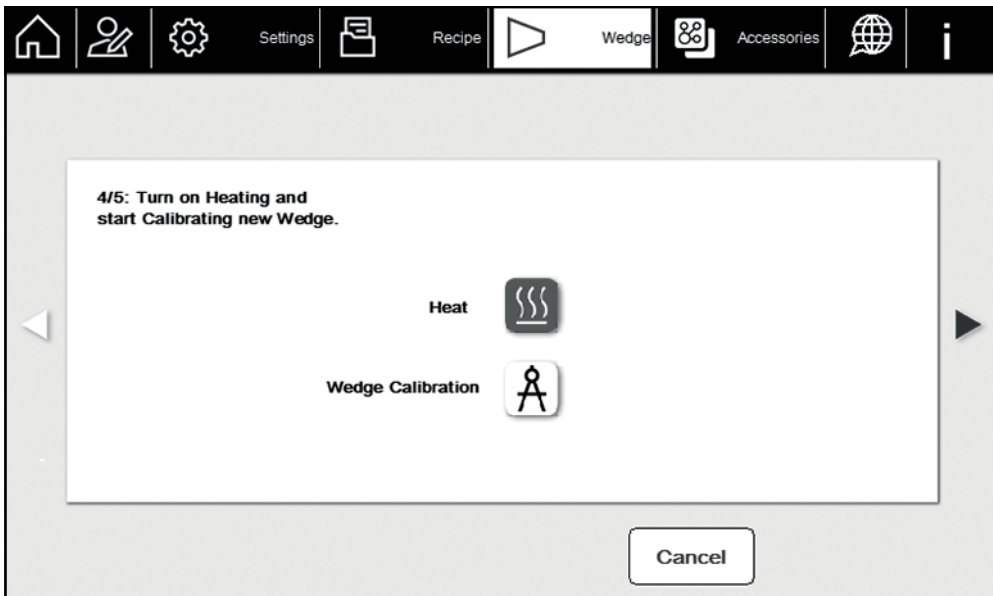 Settings
Recipe
Wedge
Accessories
i
4/5: Turn on Heating and
start Calibrating new Wedge.
Heat
Wedge Calibration
Cancel